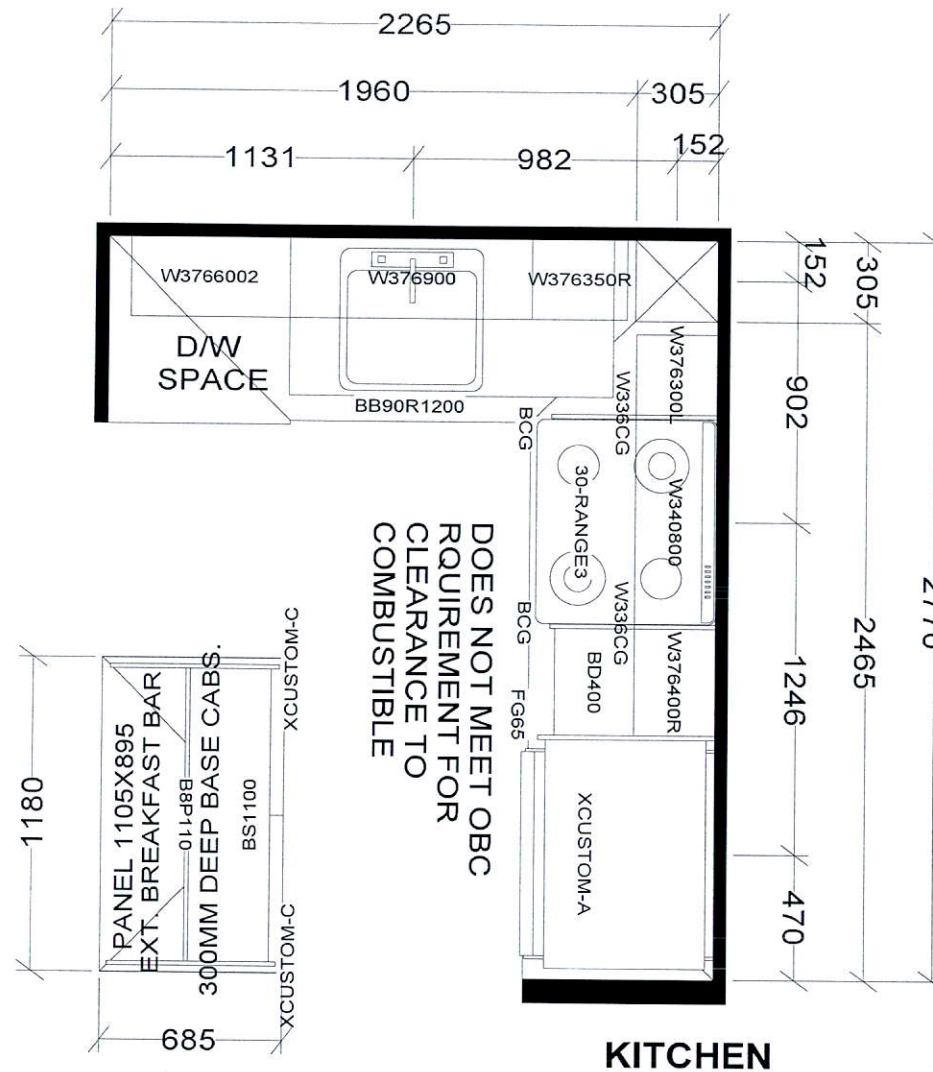 2265
1960
305
1131
982
152
W3766002
W376900
W376350R
D/W
SPACE
BB90R1200
152
305
902
2465
1246
470
W376300L
W336CG
BCG
30-RANGE3
W340800
W336CG
BCG
BD400
W376400R
FG65
XCUSTOM-A
DOES NOT MEET OBC
RQUIREMENT FOR
CLEARANCE TO
COMBUSTIBLE
XCUSTOM-C
XCUSTOM-C
PANEL 1105X895
EXT. BREAKFAST BAR
300MM DEEP BASE CABS.
BS1100
1180
685
KITCHEN